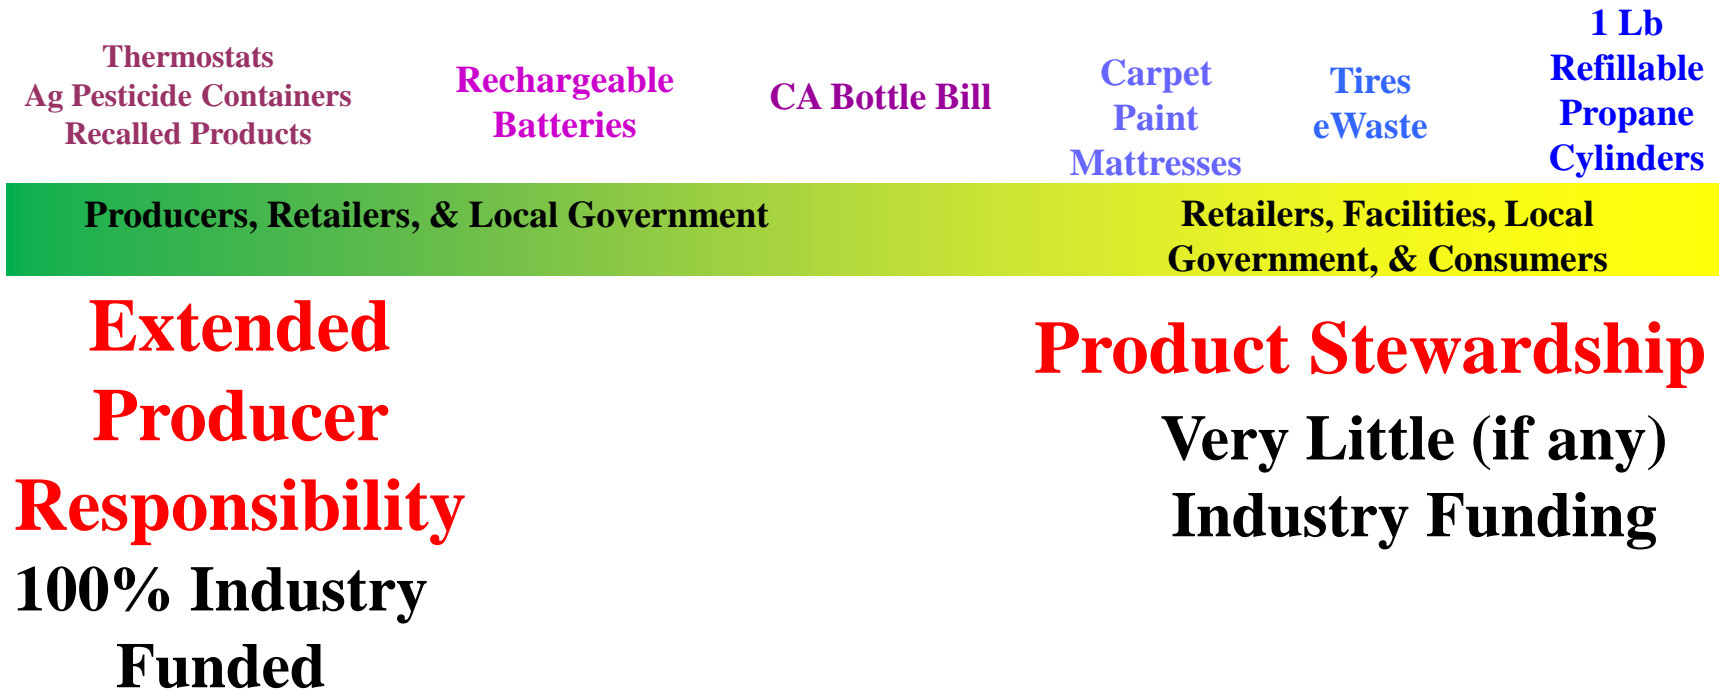 Thermostats
Ag Pesticide Containers
Recalled Products
Rechargeable
Batteries
CA Bottle Bill
Carpet
Paint
Mattresses
Tires
eWaste
1 Lb
Refillable
Propane
Cylinders
Producers, Retailers, & Local Government
Retailers, Facilities, Local
Government, & Consumers
Extended
Producer
Responsibility
100% Industry
Funded
Product Stewardship
Very Little (if any)
Industry Funding